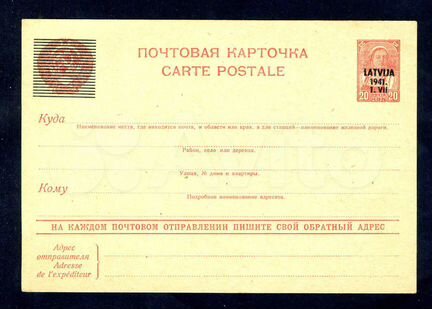 ПОЧТОВАЯ КАРТОЧКА
CARTE POSTALE
LATVIJA
1941.
1. VII
20 20
Куда
Наименование места, где находится почта, и области или края, а для станций—наименование железной дороги.
Район, село или деревня.
Улица, № дома и квартиры.
Кому
Подробное наименование адресата.
НА КАЖДОМ ПОЧТОВОМ ОТПРАВЛЕНИИ ПИШИТЕ СВОЙ ОБРАТНЫЙ АДРЕС
Адрес
отправителя
Adresse
de l'expéditeur